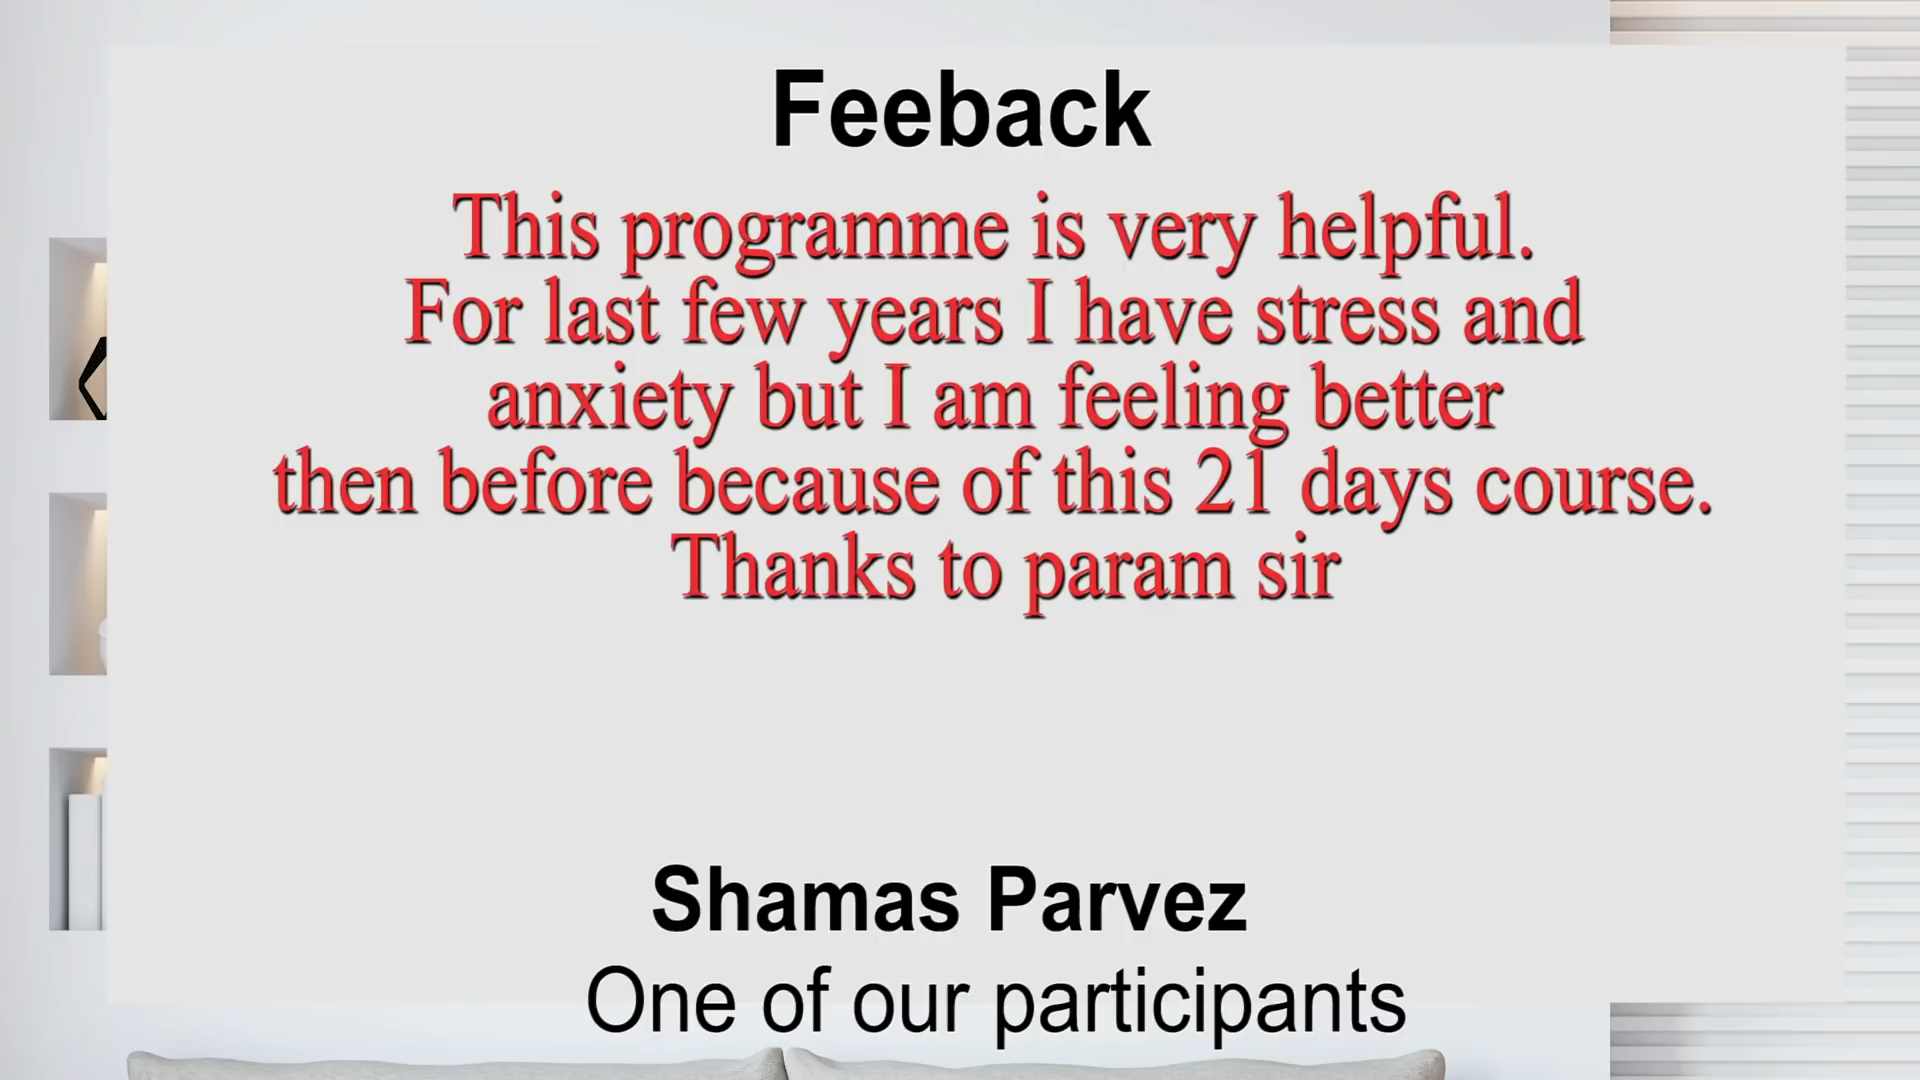 Feeback
This programme is very helpful.
For last few years I have stress and
anxiety but I am feeling better
then before because of this 21 days course.
Thanks to param sir
Shamas Parvez
One of our participants